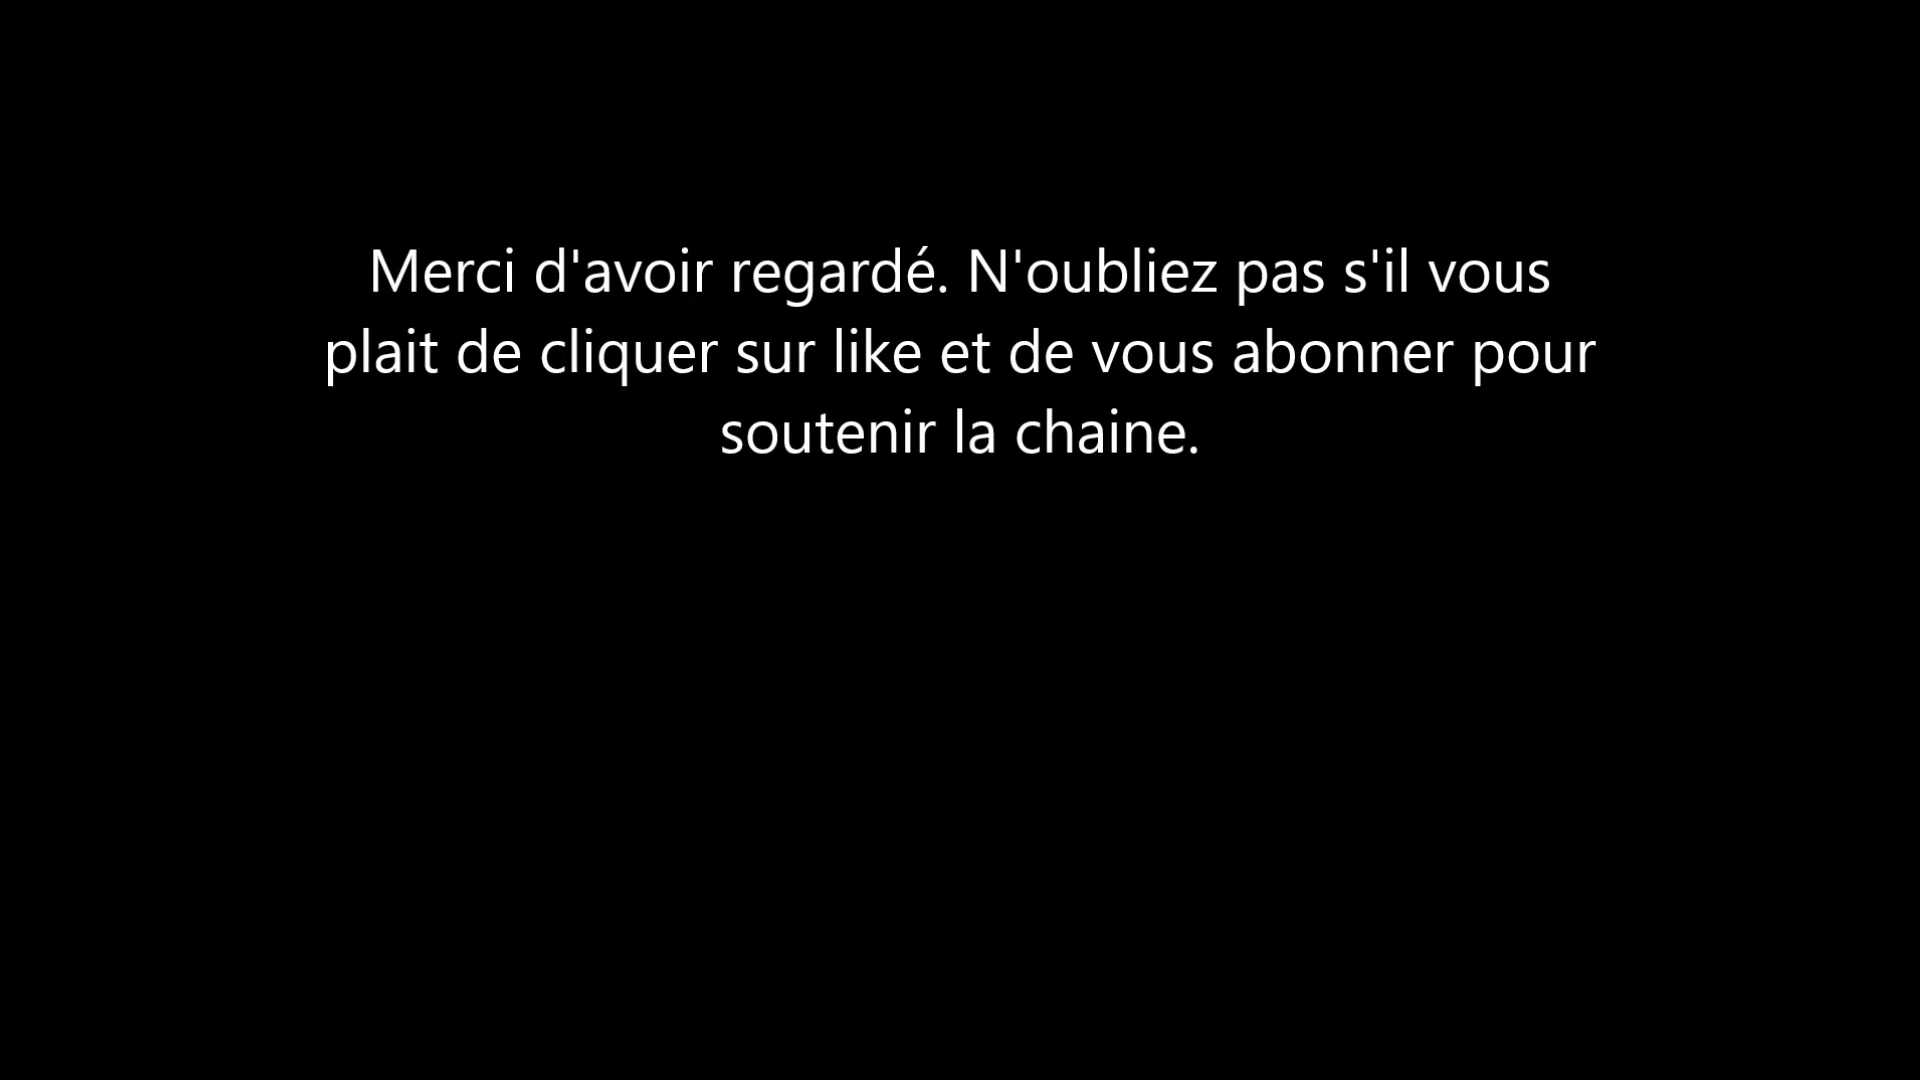 Merci d'avoir regardé. N'oubliez pas s'il vous
plait de cliquer sur like et de vous abonner pour
soutenir la chaine.